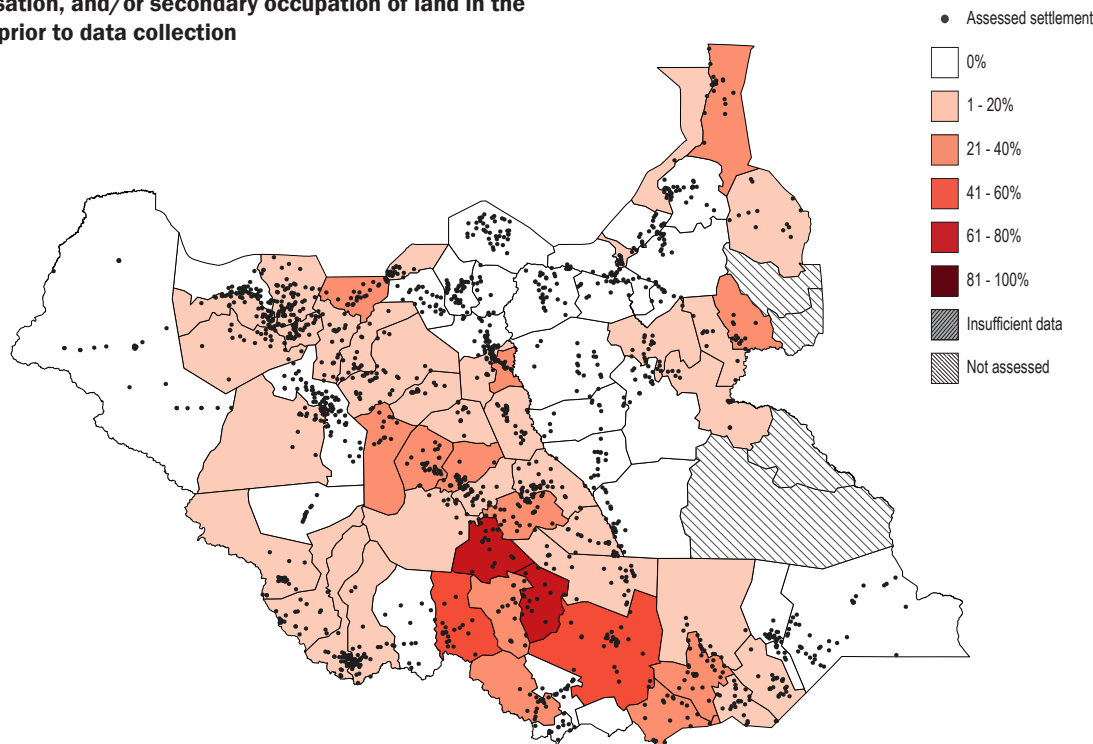 sation, and/or secondary occupation of land in the
prior to data collection
Assessed settlement
0%
1 - 20%
21 - 40%
41 - 60%
61 - 80%
81 - 100%
Insufficient data
Not assessed